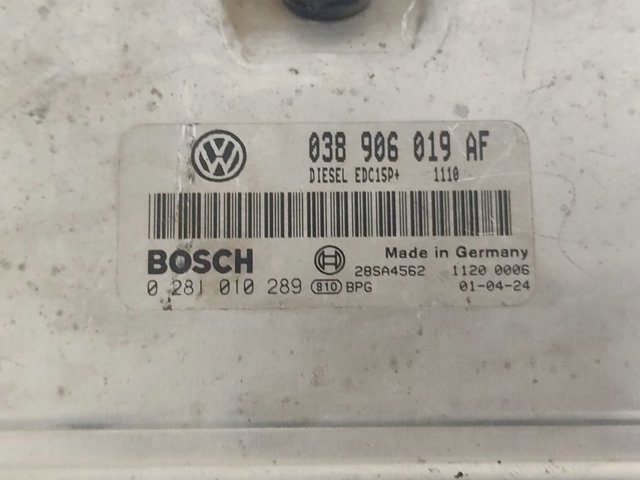 038 906 019 AF
DIESEL EDC15P+ 1110
BOSCH
Made in Germany
28SA4562 1120 0006
0 281 010 289 S10 BPG 01-04-24